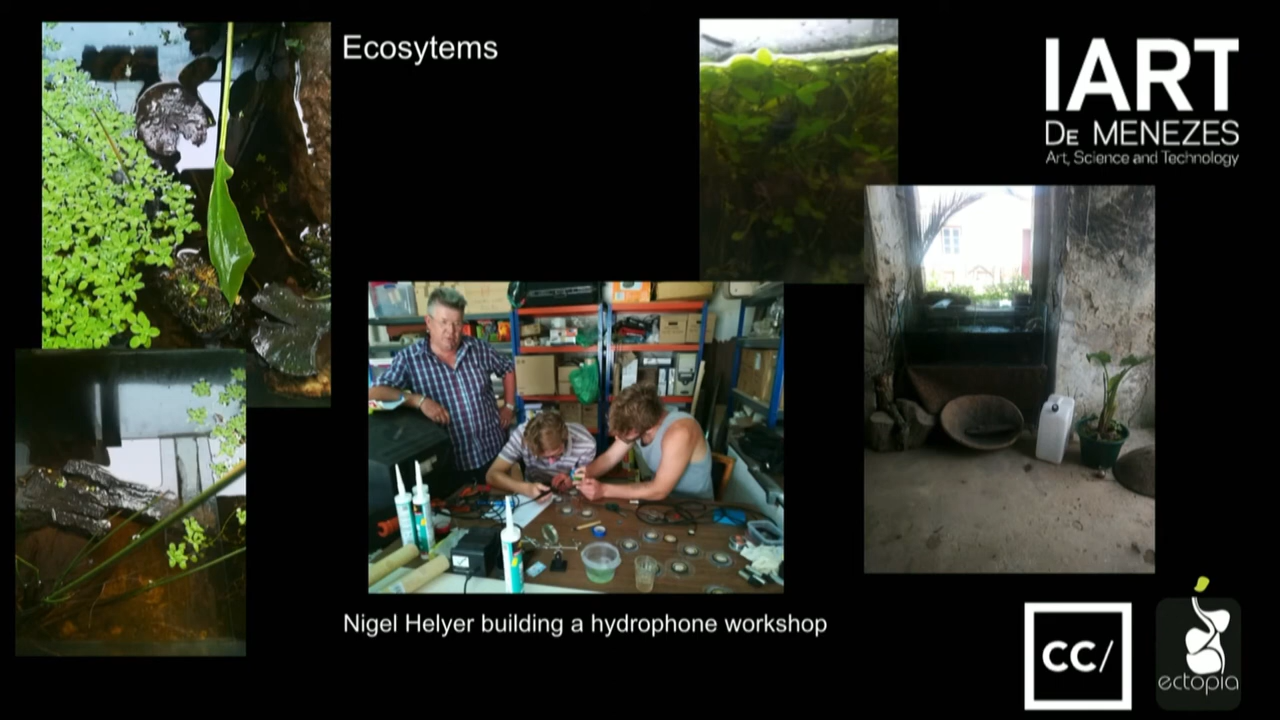 Ecosytems
IART
DE MENEZES
Art, Science and Technology
Nigel Helyer building a hydrophone workshop
CC/
ectopia